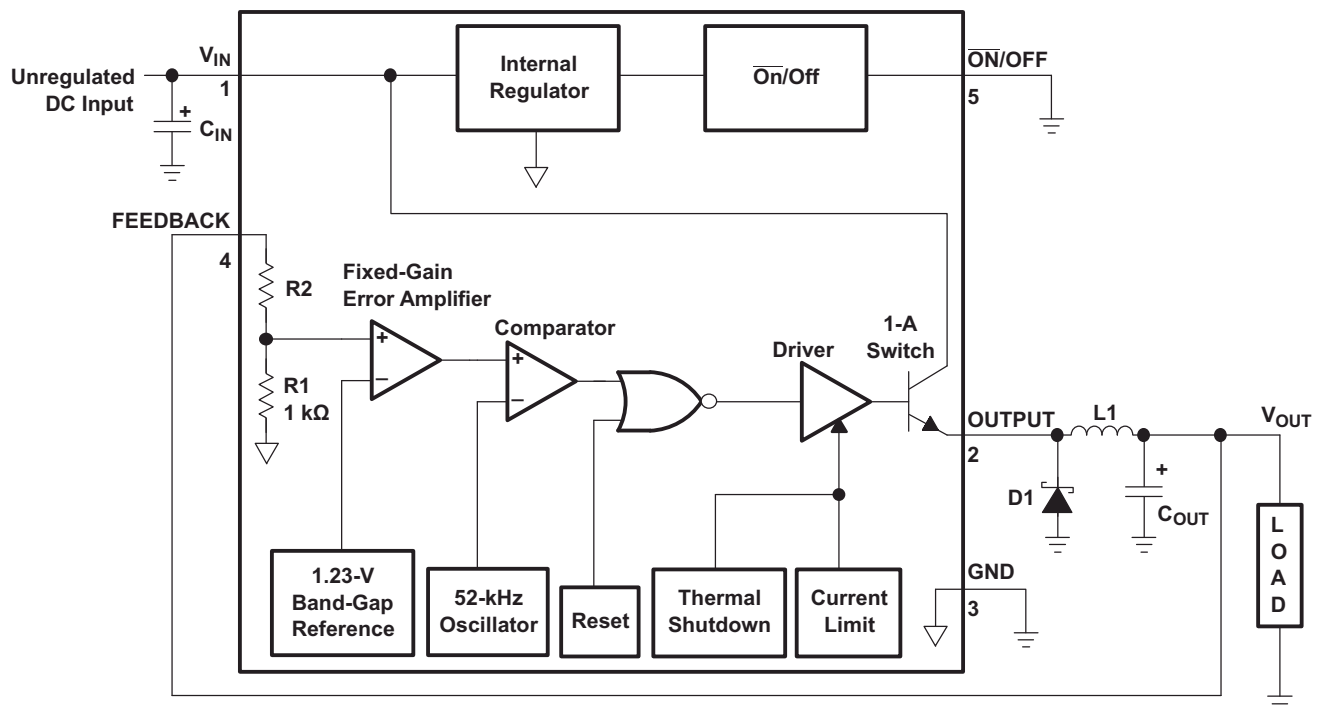 Unregulated
DC Input
V_IN
1
+
C_IN
Internal
Regulator
O̅n̅/Off
O̅N̅/OFF
5
FEEDBACK
4
R2
R1
1 kΩ
Fixed-Gain
Error Amplifier
+
−
Comparator
+
−
Driver
1-A
Switch
OUTPUT
2
L1
V_OUT
D1
+
C_OUT
L
O
A
D
1.23-V
Band-Gap
Reference
52-kHz
Oscillator
Reset
Thermal
Shutdown
Current
Limit
GND
3